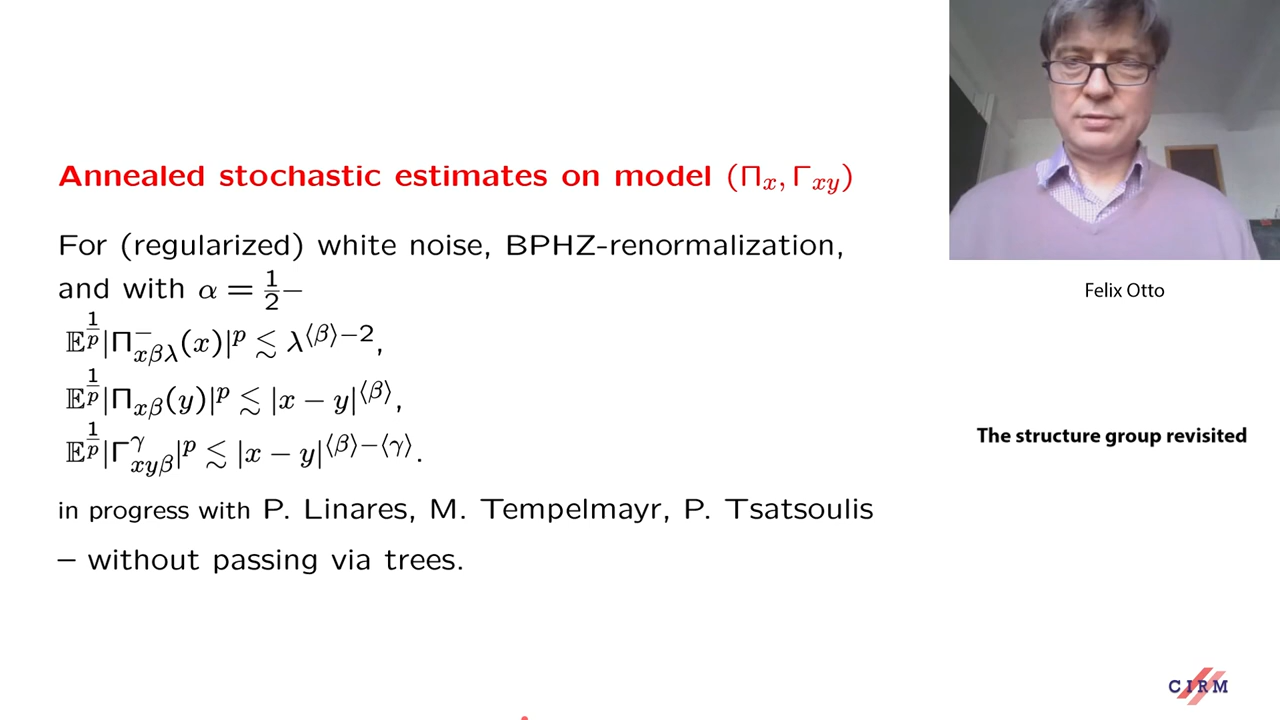 Annealed stochastic estimates on model (Πₓ, Γₓᵧ)
For (regularized) white noise, BPHZ-renormalization,
and with α = 1/2−
𝔼^{1/p}|Π^−_{xβλ}(x)|^p ≲ λ^{⟨β⟩−2},
𝔼^{1/p}|Π_{xβ}(y)|^p ≲ |x − y|^{⟨β⟩},
𝔼^{1/p}|Γ^γ_{xyβ}|^p ≲ |x − y|^{⟨β⟩−⟨γ⟩}.
in progress with P. Linares, M. Tempelmayr, P. Tsatsoulis
– without passing via trees.
Felix Otto
The structure group revisited
CIRM